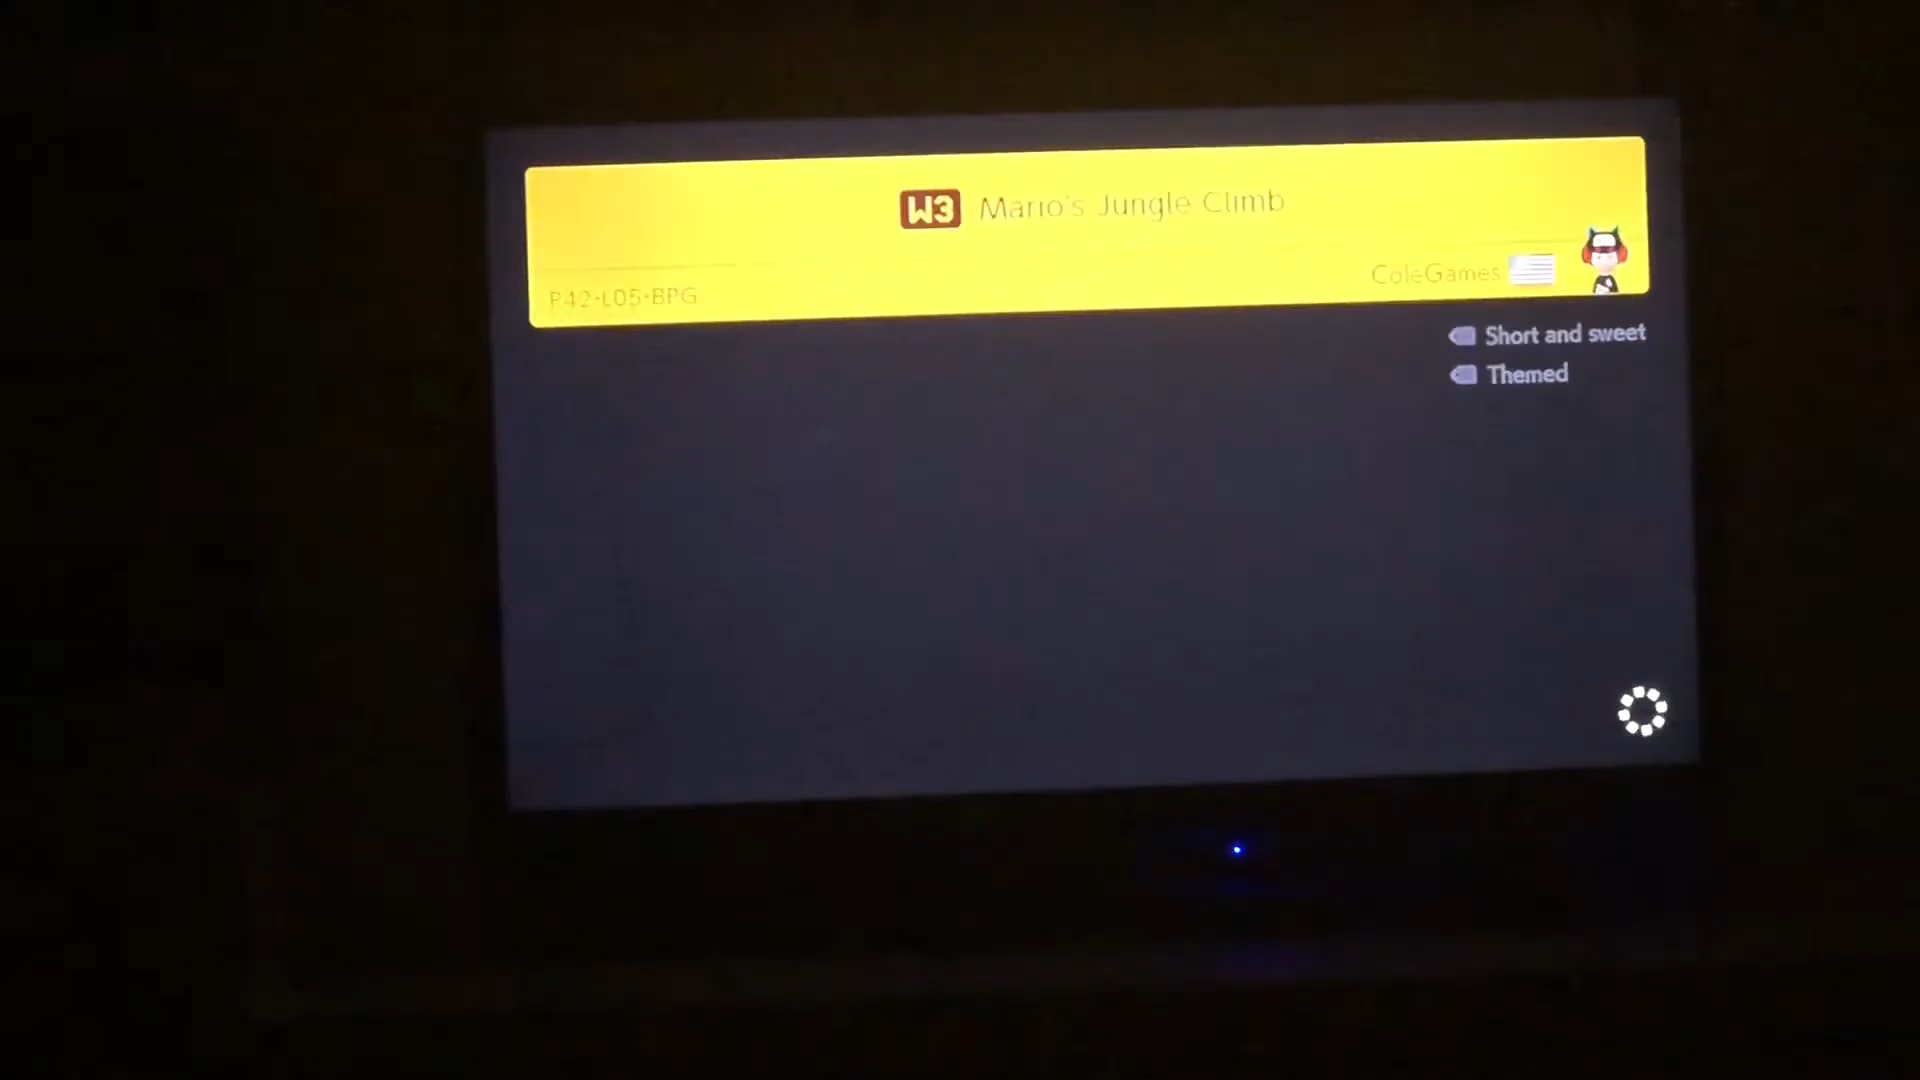 W3 Mario's Jungle Climb
ColeGames
P42-L05-BPG
Short and sweet
Themed